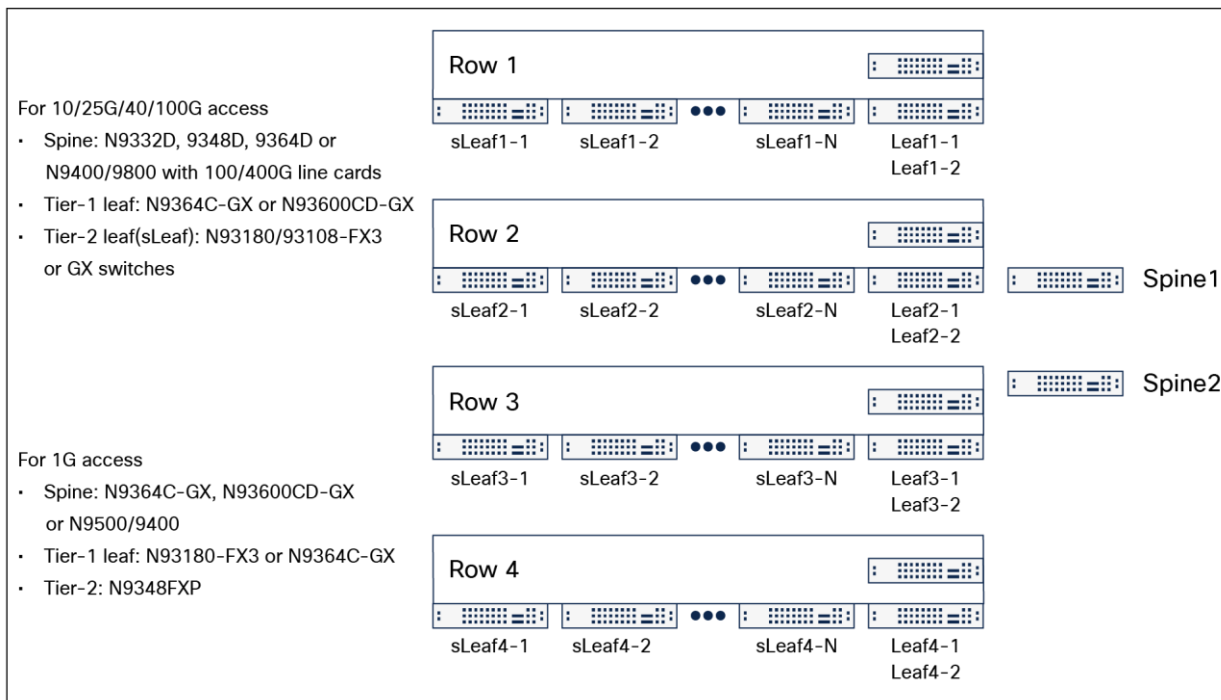 For 10/25G/40/100G access
· Spine: N9332D, 9348D, 9364D or
N9400/9800 with 100/400G line cards
· Tier-1 leaf: N9364C-GX or N93600CD-GX
· Tier-2 leaf(sLeaf): N93180/93108-FX3
or GX switches
For 1G access
· Spine: N9364C-GX, N93600CD-GX
or N9500/9400
· Tier-1 leaf: N93180-FX3 or N9364C-GX
· Tier-2: N9348FXP
Row 1
sLeaf1-1 sLeaf1-2 sLeaf1-N Leaf1-1
Leaf1-2
Row 2
sLeaf2-1 sLeaf2-2 sLeaf2-N Leaf2-1
Leaf2-2
Row 3
sLeaf3-1 sLeaf3-2 sLeaf3-N Leaf3-1
Leaf3-2
Row 4
sLeaf4-1 sLeaf4-2 sLeaf4-N Leaf4-1
Leaf4-2
Spine1
Spine2